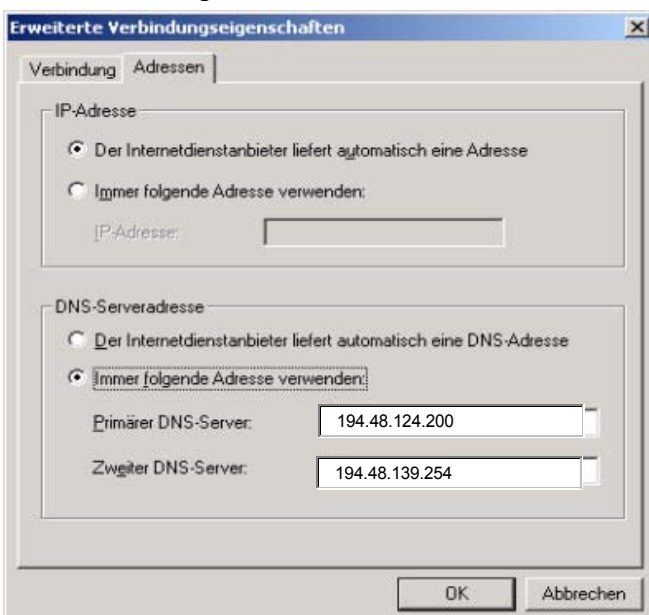 Erweiterte Verbindungseigenschaften
Verbindung Adressen
IP-Adresse
Der Internetdienstanbieter liefert automatisch eine Adresse
Immer folgende Adresse verwenden:
IP-Adresse:
DNS-Serveradresse
Der Internetdienstanbieter liefert automatisch eine DNS-Adresse
Immer folgende Adresse verwenden:
Primärer DNS-Server: 194.48.124.200
Zweiter DNS-Server: 194.48.139.254
OK Abbrechen